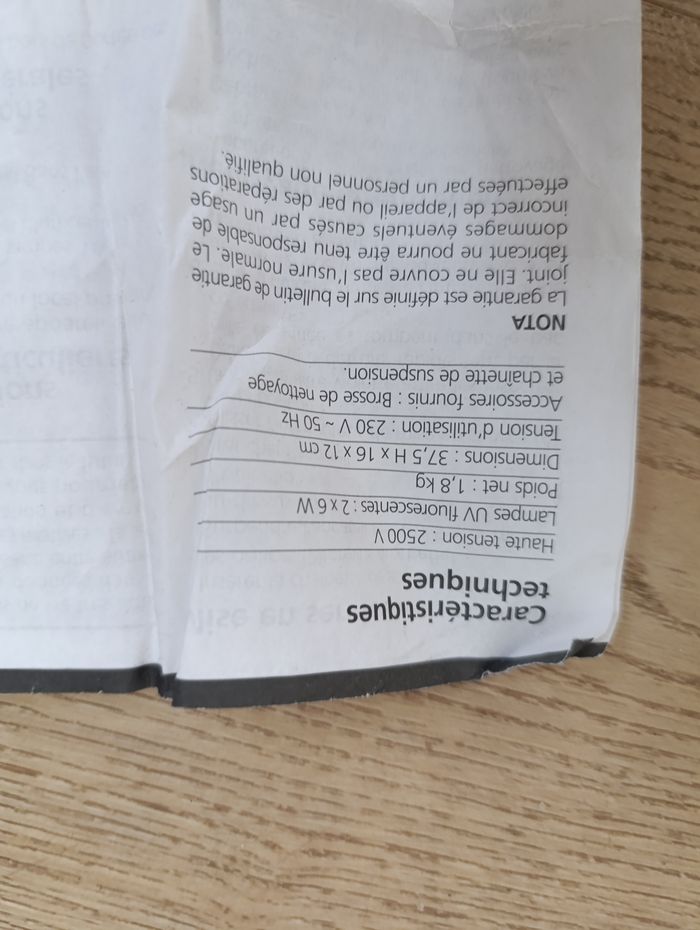 Caractéristiques
techniques
Haute tension : 2500 V
Lampes UV fluorescentes : 2 x 6 W
Poids net : 1,8 kg
Dimensions : 37,5 H x 16 x 12 cm
Tension d'utilisation : 230 V ~ 50 Hz
Accessoires fournis : Brosse de nettoyage
et chaînette de suspension.
NOTA
La garantie est définie sur le bulletin de garantie
joint. Elle ne couvre pas l'usure normale. Le
fabricant ne pourra être tenu responsable de
dommages éventuels causés par un usage
incorrect de l'appareil ou par des réparations
effectuées par un personnel non qualifié.